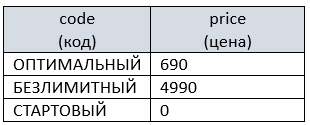 code price
(код) (цена)
ОПТИМАЛЬНЫЙ 690
БЕЗЛИМИТНЫЙ 4990
СТАРТОВЫЙ 0